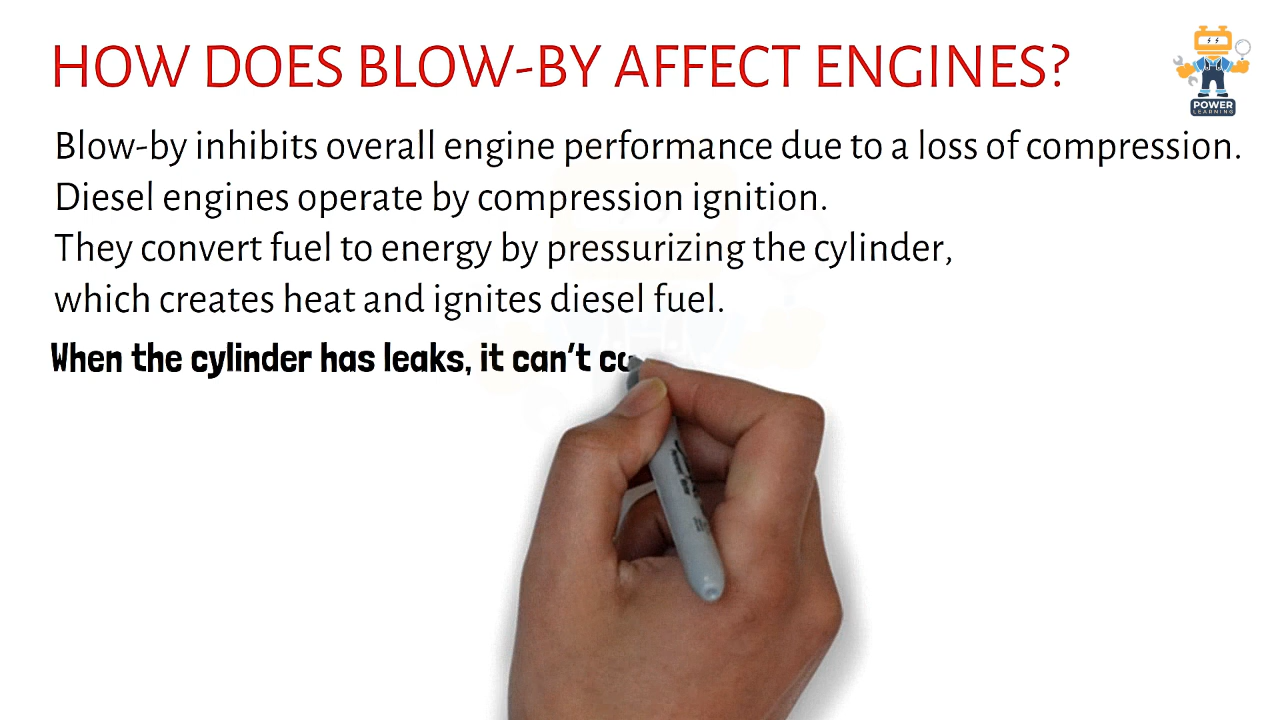 HOW DOES BLOW-BY AFFECT ENGINES?
POWER
LEARNING
Blow-by inhibits overall engine performance due to a loss of compression.
Diesel engines operate by compression ignition.
They convert fuel to energy by pressurizing the cylinder,
which creates heat and ignites diesel fuel.
When the cylinder has leaks, it can't